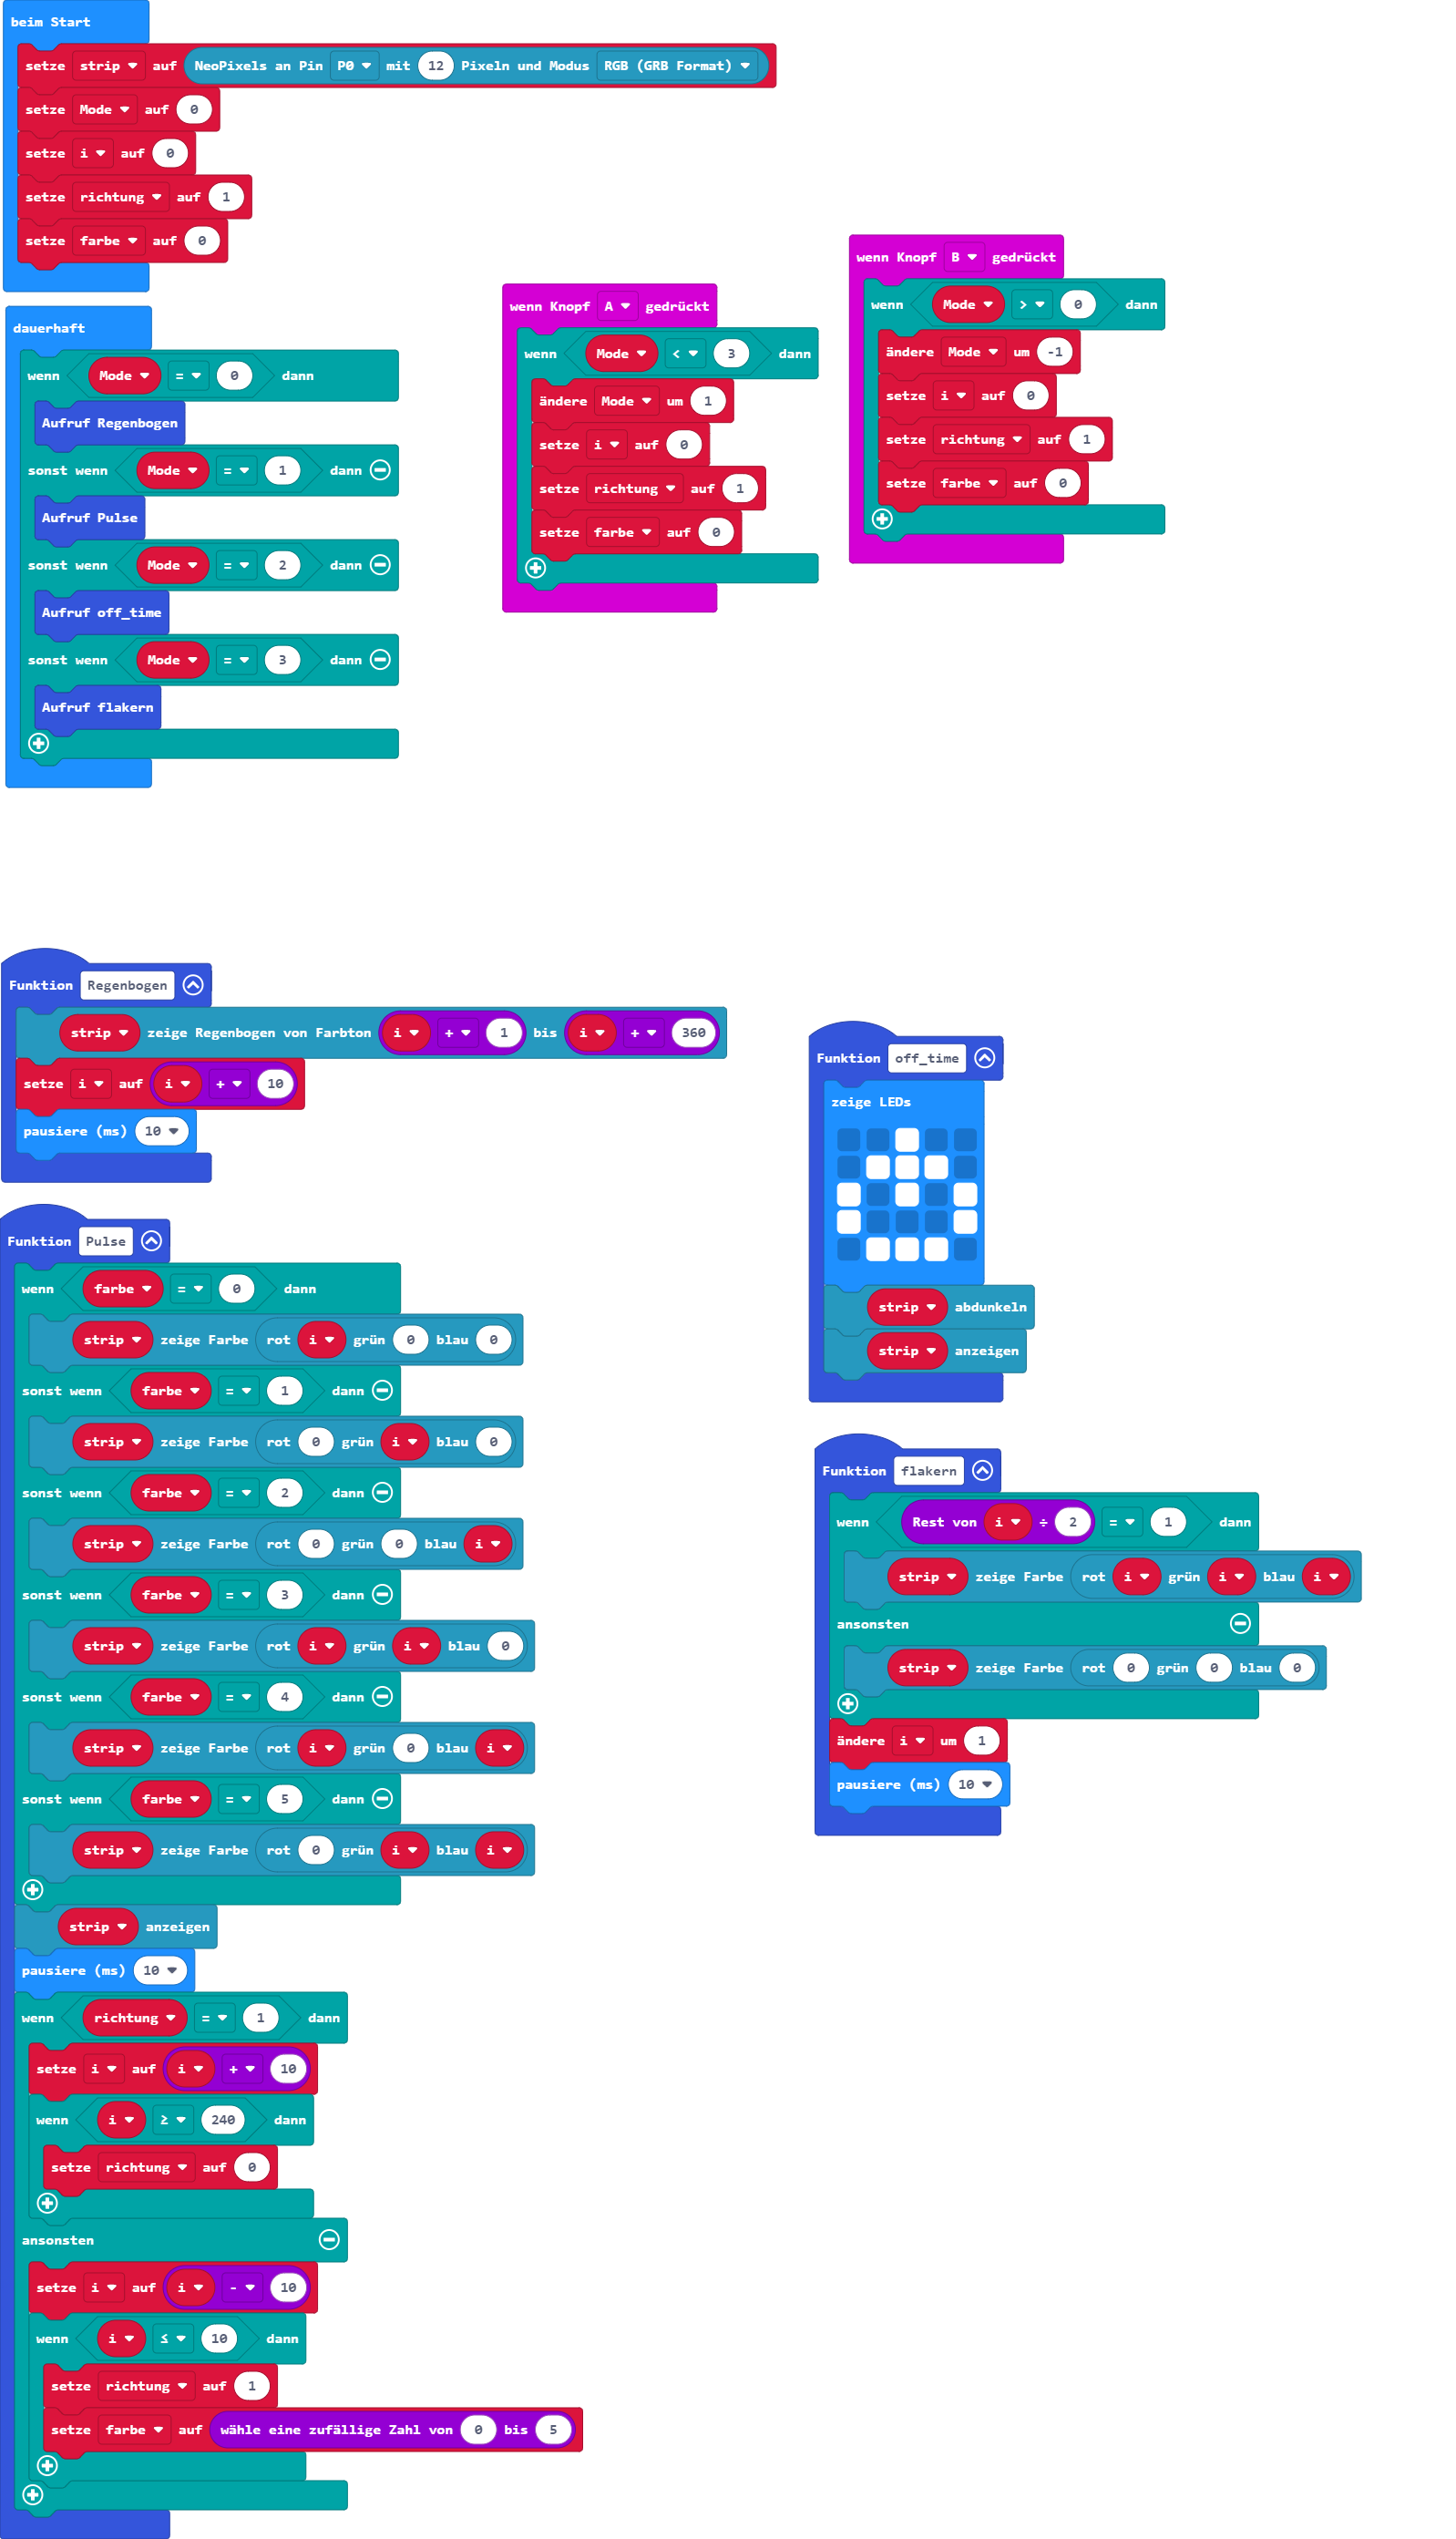 beim Start
setze strip auf NeoPixels an Pin P0 mit 12 Pixeln und Modus RGB (GRB Format)
setze Mode auf 0
setze i auf 0
setze richtung auf 1
setze farbe auf 0
dauerhaft
wenn Mode = 0 dann
Aufruf Regenbogen
sonst wenn Mode = 1 dann
Aufruf Pulse
sonst wenn Mode = 2 dann
Aufruf off_time
sonst wenn Mode = 3 dann
Aufruf flakern
wenn Knopf A gedrückt
wenn Mode < 3 dann
ändere Mode um 1
setze i auf 0
setze richtung auf 1
setze farbe auf 0
wenn Knopf B gedrückt
wenn Mode > 0 dann
ändere Mode um -1
setze i auf 0
setze richtung auf 1
setze farbe auf 0
Funktion Regenbogen
strip zeige Regenbogen von Farbton i + 1 bis i + 360
setze i auf i + 10
pausiere (ms) 10
Funktion Pulse
wenn farbe = 0 dann
strip zeige Farbe rot i grün 0 blau 0
sonst wenn farbe = 1 dann
strip zeige Farbe rot 0 grün i blau 0
sonst wenn farbe = 2 dann
strip zeige Farbe rot 0 grün 0 blau i
sonst wenn farbe = 3 dann
strip zeige Farbe rot i grün i blau 0
sonst wenn farbe = 4 dann
strip zeige Farbe rot i grün 0 blau i
sonst wenn farbe = 5 dann
strip zeige Farbe rot 0 grün i blau i
strip anzeigen
pausiere (ms) 10
wenn richtung = 1 dann
setze i auf i + 10
wenn i ≥ 240 dann
setze richtung auf 0
ansonsten
setze i auf i - 10
wenn i ≤ 10 dann
setze richtung auf 1
setze farbe auf wähle eine zufällige Zahl von 0 bis 5
Funktion off_time
zeige LEDs
strip abdunkeln
strip anzeigen
Funktion flakern
wenn Rest von i ÷ 2 = 1 dann
strip zeige Farbe rot i grün i blau i
ansonsten
strip zeige Farbe rot 0 grün 0 blau 0
ändere i um 1
pausiere (ms) 10